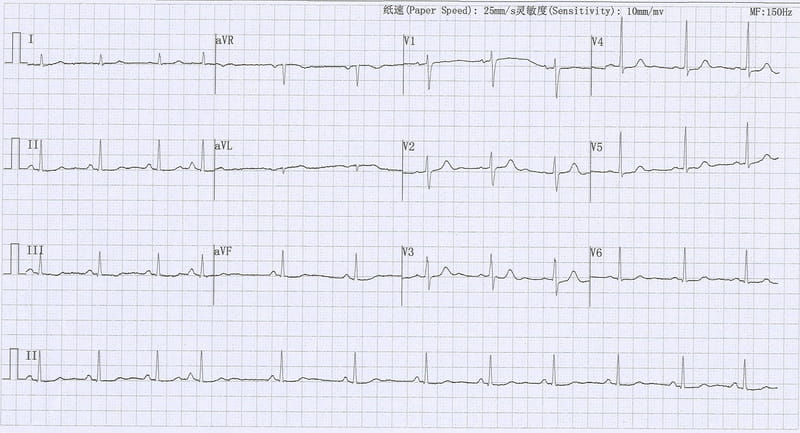 纸速(Paper Speed): 25mm/s灵敏度(Sensitivity): 10mm/mv MF:150Hz
I aVR V1 V4
II aVL V2 V5
III aVF V3 V6
II